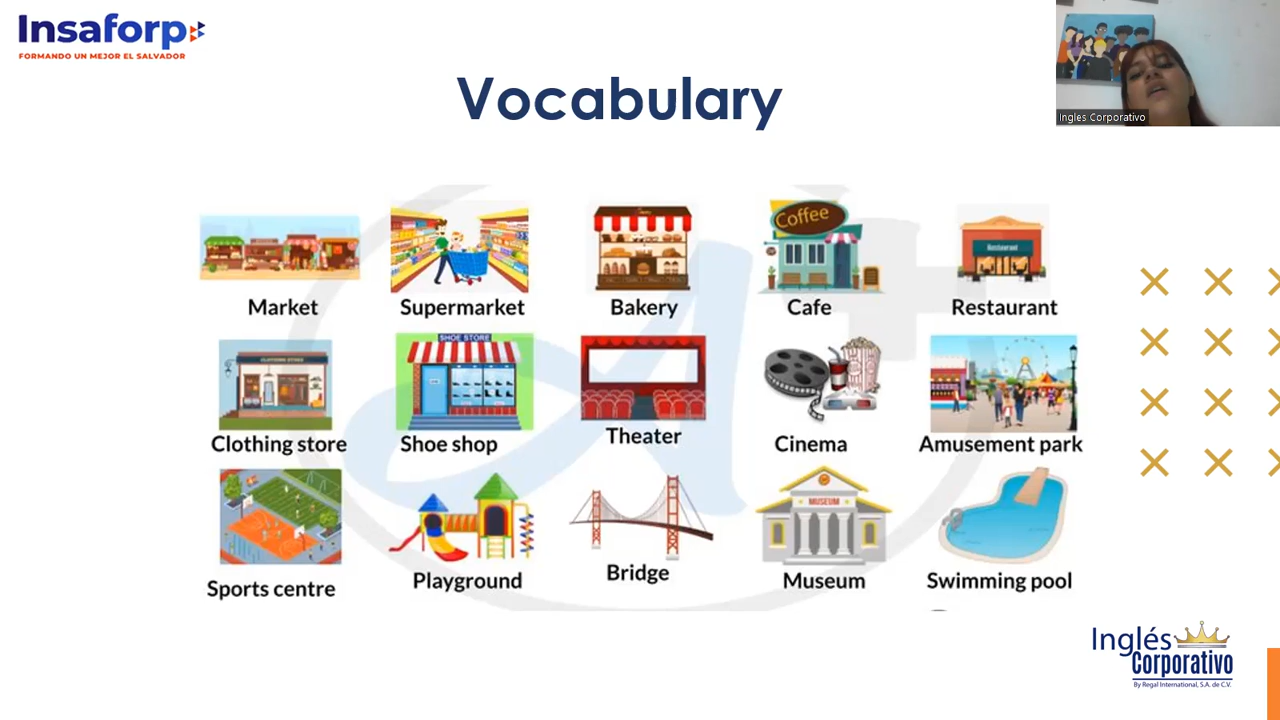 Insaforp
FORMANDO UN MEJOR EL SALVADOR
Vocabulary
Ingles Corporativo
Coffee
Restaurant
Market
Supermarket
Bakery
Cafe
Restaurant
CLOTHING STORE
SHOE STORE
Clothing store
Shoe shop
Theater
Cinema
Amusement park
MUSEUM
Sports centre
Playground
Bridge
Museum
Swimming pool
Inglés
Corporativo
By Regal International, S.A. de C.V.